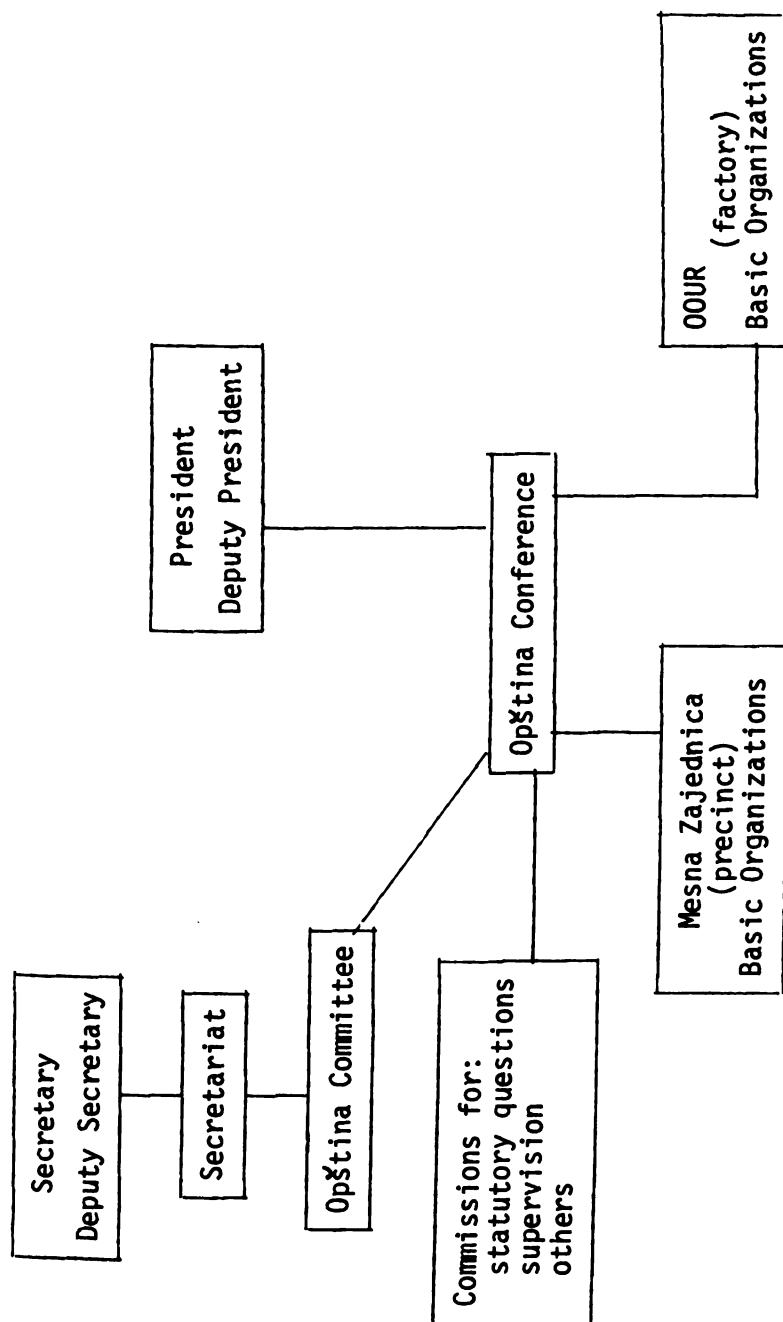 Secretary
Deputy Secretary
Secretariat
Opština Committee
President
Deputy President
Opština Conference
Commissions for:
statutory questions
supervision
others
Mesna Zajednica
(precinct)
Basic Organizations
OOUR
(factory)
Basic Organizations